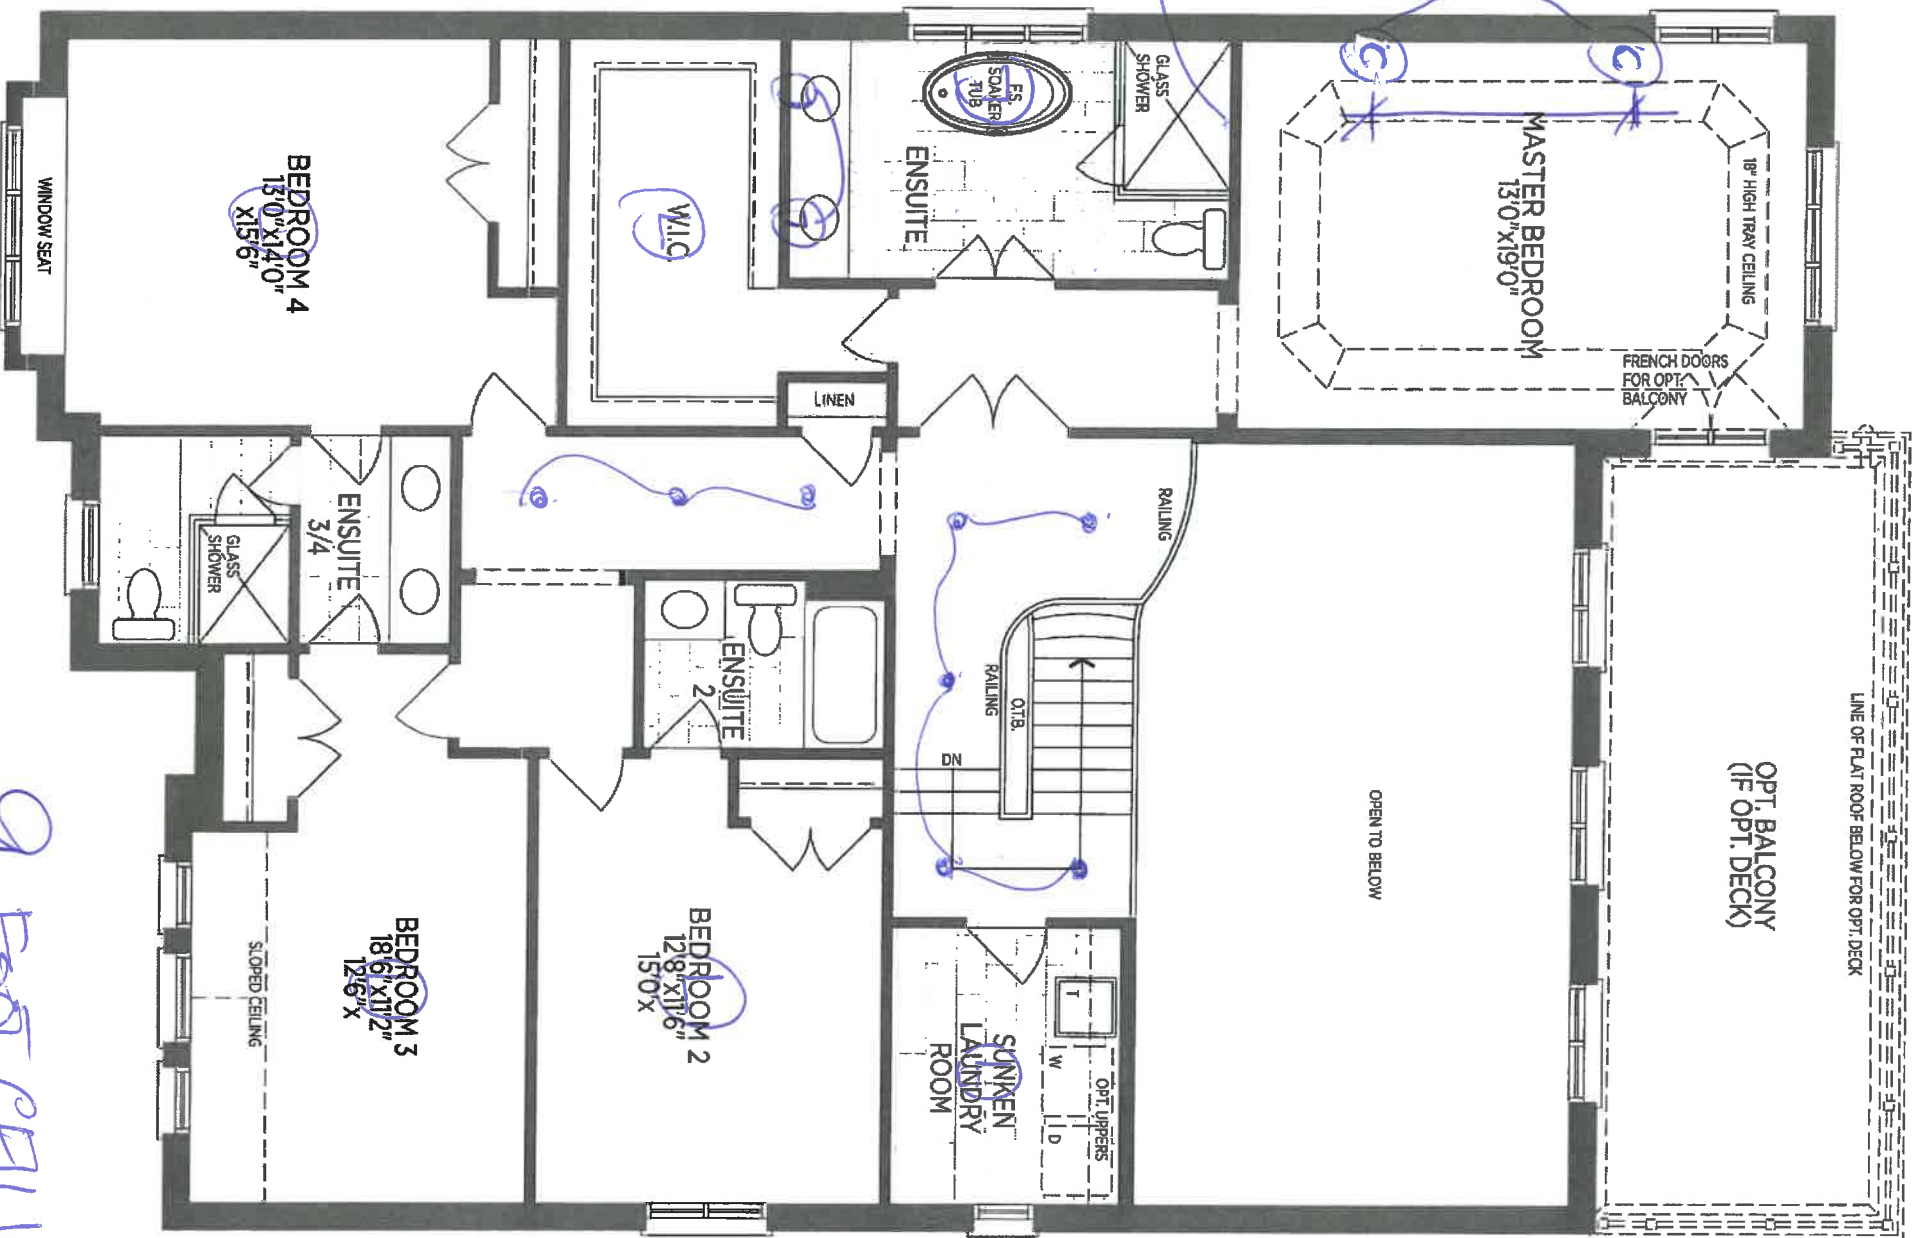 MASTER BEDROOM
13'0"x19'0"
18" HIGH TRAY CEILING
FRENCH DOORS
FOR OPT.
BALCONY
C
C
GLASS
SHOWER
F.S.
SOAKER
TUB
ENSUITE
W.I.C.
LINEN
BEDROOM 4
13'0"x14'0"
x15'6"
WINDOW SEAT
ENSUITE
3/4
GLASS
SHOWER
ENSUITE
2
RAILING
RAILING
O.T.B.
DN
OPEN TO BELOW
OPT. BALCONY
(IF OPT. DECK)
LINE OF FLAT ROOF BELOW FOR OPT. DECK
SUNKEN
LAUNDRY
ROOM
T
W
D
OPT. UPPERS
BEDROOM 2
12'8"x11'6"
15'0"x
BEDROOM 3
18'6"x11'2"
12'6"x
SLOPED CEILING
9